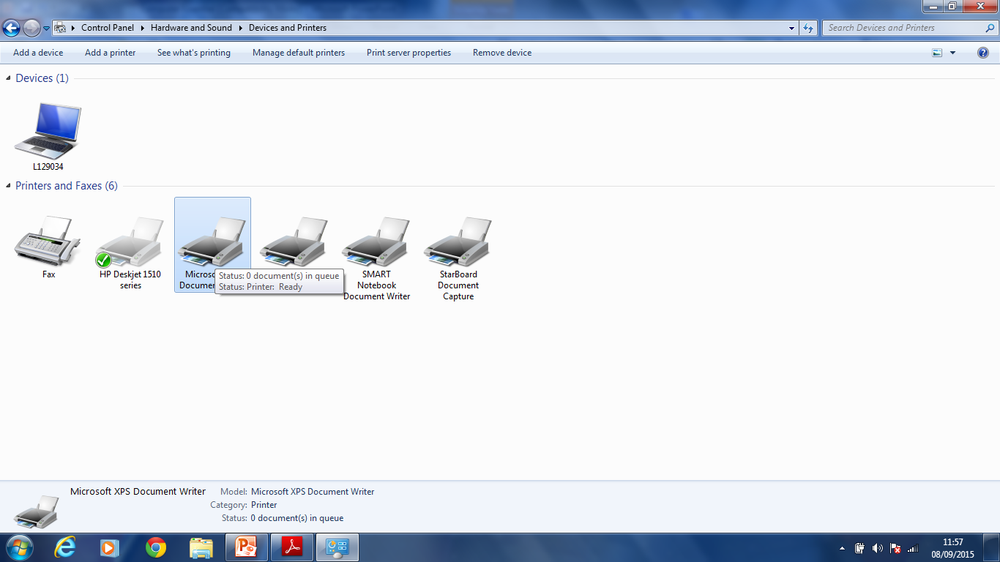 Control Panel Hardware and Sound Devices and Printers
Search Devices and Printers
Add a device Add a printer See what's printing Manage default printers Print server properties Remove device
Devices (1)
L129034
Printers and Faxes (6)
Fax
HP Deskjet 1510
series
Document
Status: 0 document(s) in queue
Status: Printer: Ready
SMART
Notebook
Document Writer
StarBoard
Document
Capture
Microsoft XPS Document Writer
Model: Microsoft XPS Document Writer
Category: Printer
Status: 0 document(s) in queue
11:57
08/09/2015